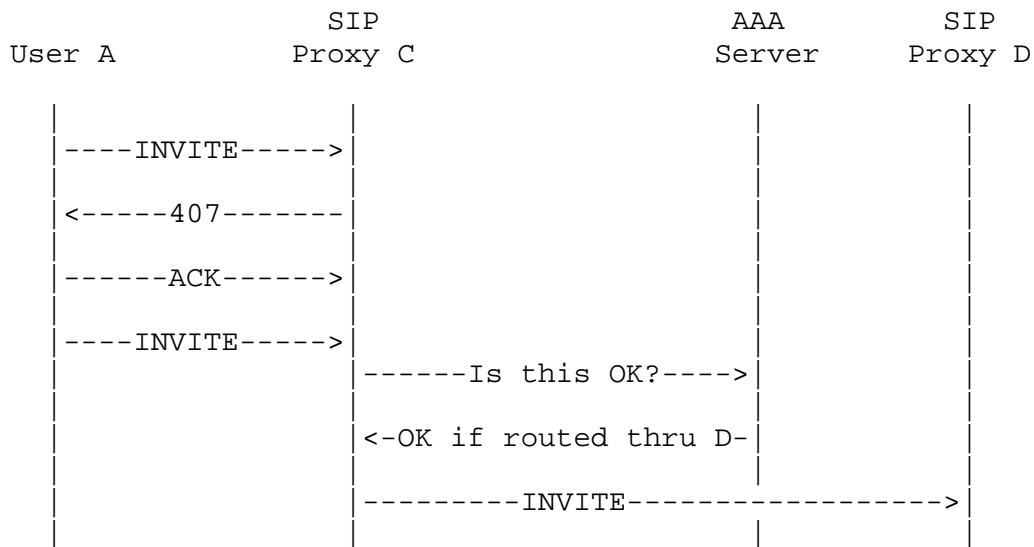 SIP AAA SIP
User A Proxy C Server Proxy D
|----INVITE----->|
|<-----407-------|
|------ACK------>|
|----INVITE----->|
|------Is this OK?---->|
|<-OK if routed thru D-|
|---------INVITE------------------>|